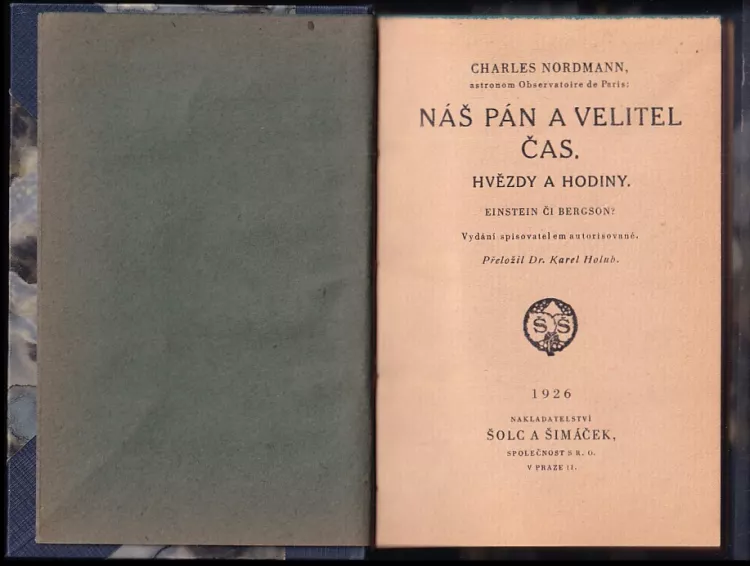 CHARLES NORDMANN,
astronom Observatoire de Paris:
NÁŠ PÁN A VELITEL
ČAS.
HVĚZDY A HODINY.
EINSTEIN ČI BERGSON?
Vydání spisovatelem autorisované.
Přeložil Dr. Karel Holub.
Š Š
1926
NAKLADATELSTVÍ
ŠOLC A ŠIMÁČEK,
SPOLEČNOST S R. O.
V PRAZE II.